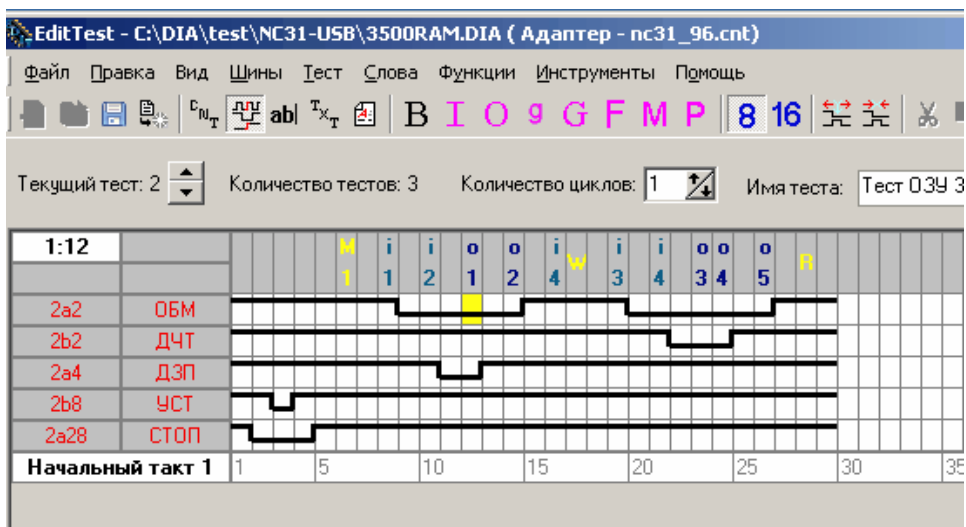 EditTest - C:\DIA\test\NC31-USB\3500RAM.DIA ( Адаптер - nc31_96.cnt)
Файл Правка Вид Шины Тест Слова Функции Инструменты Помощь
CNT ab| TXT B I O g G F M P 8 16
Текущий тест: 2 Количество тестов: 3 Количество циклов: 1 Имя теста: Тест ОЗУ 3
1:12 M i i o o i W i i o o o R
1 1 2 1 2 4 3 4 3 4 5
2a2 ОБМ
2b2 ДЧТ
2a4 ДЗП
2b8 УСТ
2a28 СТОП
Начальный такт 1 1 5 10 15 20 25 30 35